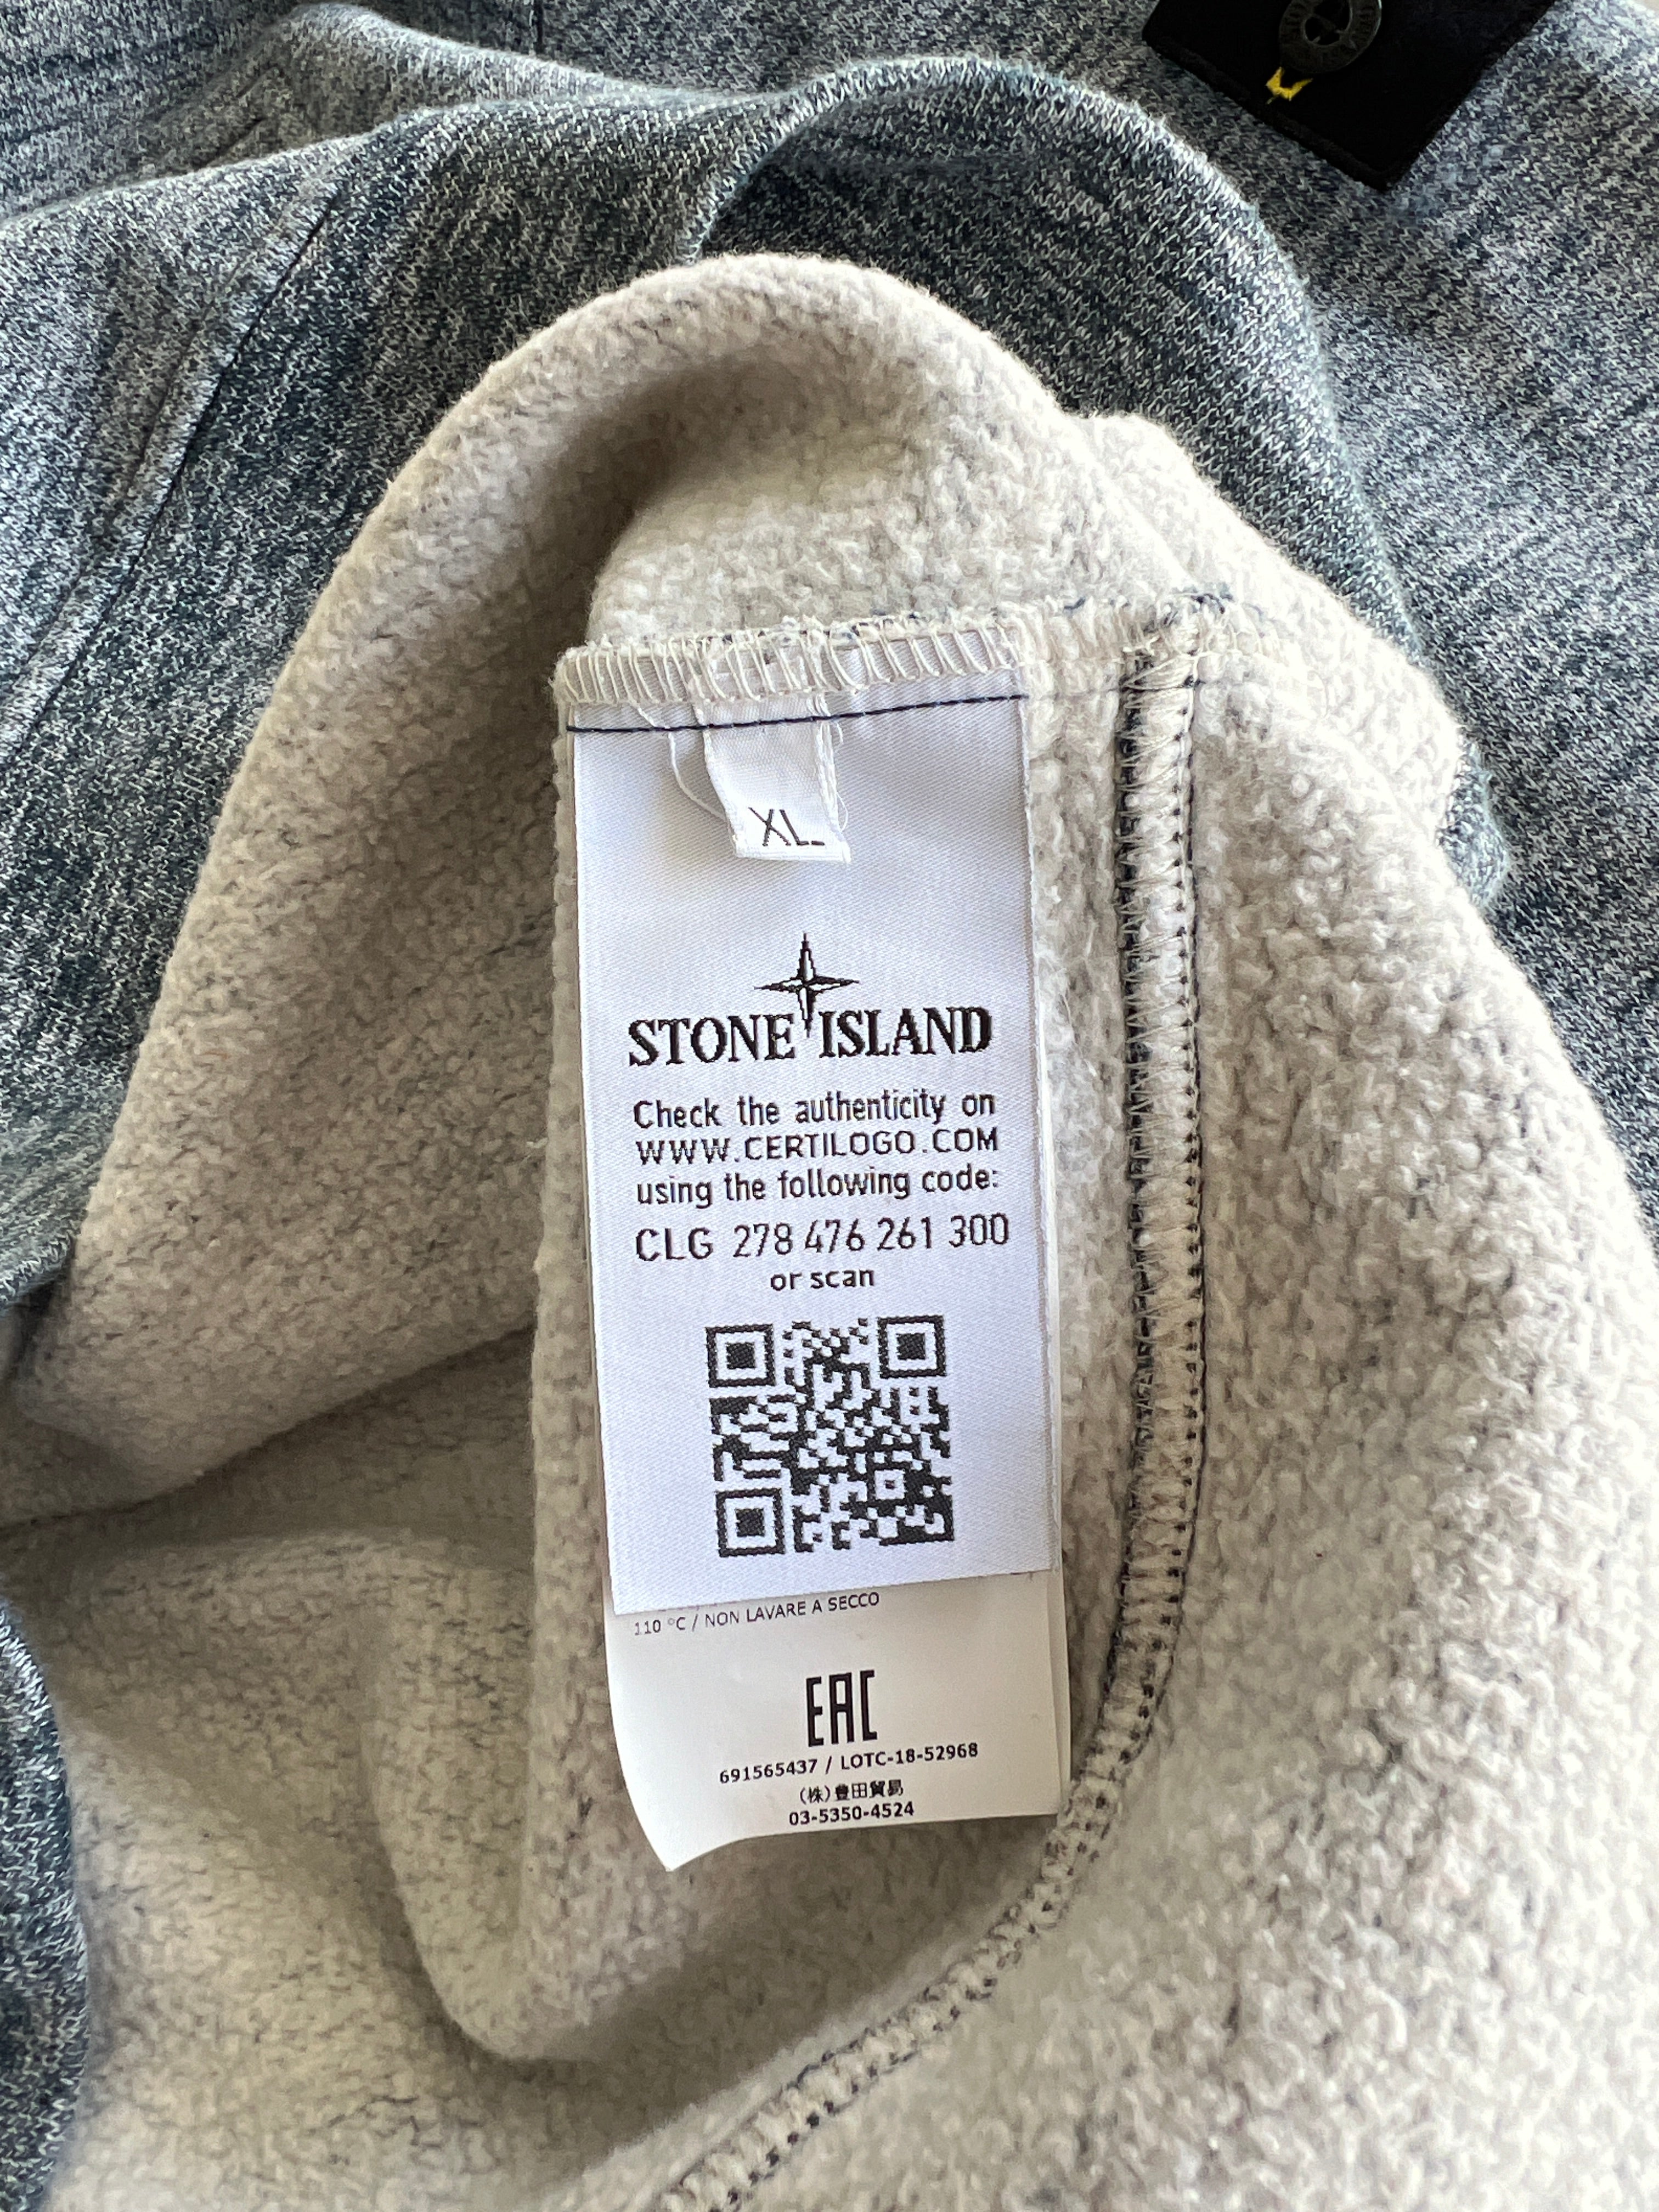 XL
STONE ISLAND
Check the authenticity on
WWW.CERTILOGO.COM
using the following code:
CLG 278 476 261 300
or scan
110 °C / NON LAVARE A SECCO
EAC
691565437 / LOTC-18-52968
(株)豊田貿易
03-5350-4524